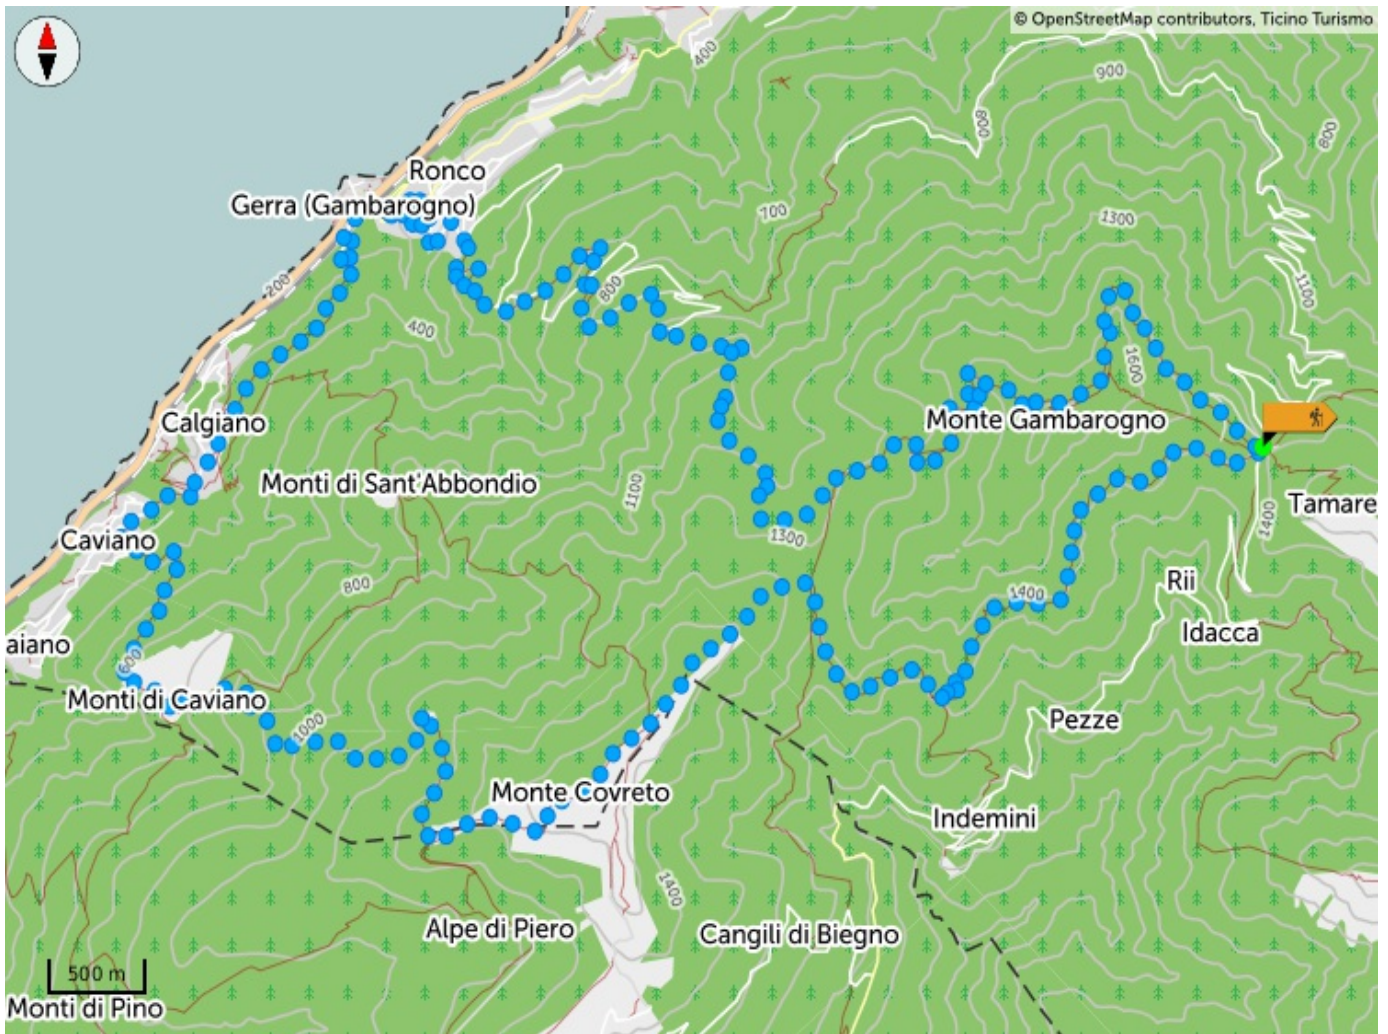 © OpenStreetMap contributors, Ticino Turismo
400
900
800
800
Ronco
Gerra (Gambarogno)
700
1300
200
800
1100
400
1600
Calgiano
Monte Gambarogno
Monti di Sant'Abbondio
1100
Tamare
1400
Caviano
1300
800
1400
Rii
Idacca
aiano
600
Monti di Caviano
1000
Pezze
Monte Covreto
Indemini
1400
Alpe di Piero
Cangili di Biegno
500 m
Monti di Pino